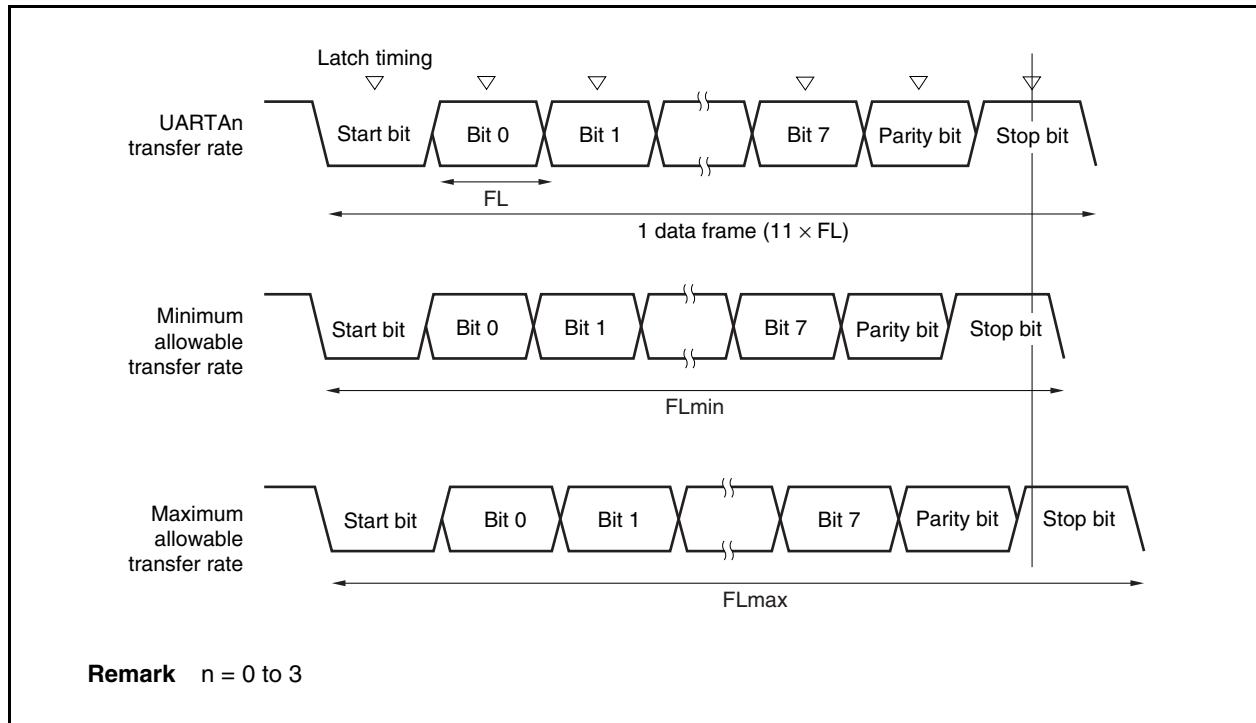 Latch timing
UARTAn
transfer rate
Start bit
Bit 0
Bit 1
Bit 7
Parity bit
Stop bit
FL
1 data frame (11 × FL)
Minimum
allowable
transfer rate
Start bit
Bit 0
Bit 1
Bit 7
Parity bit
Stop bit
FLmin
Maximum
allowable
transfer rate
Start bit
Bit 0
Bit 1
Bit 7
Parity bit
Stop bit
FLmax
Remark n = 0 to 3